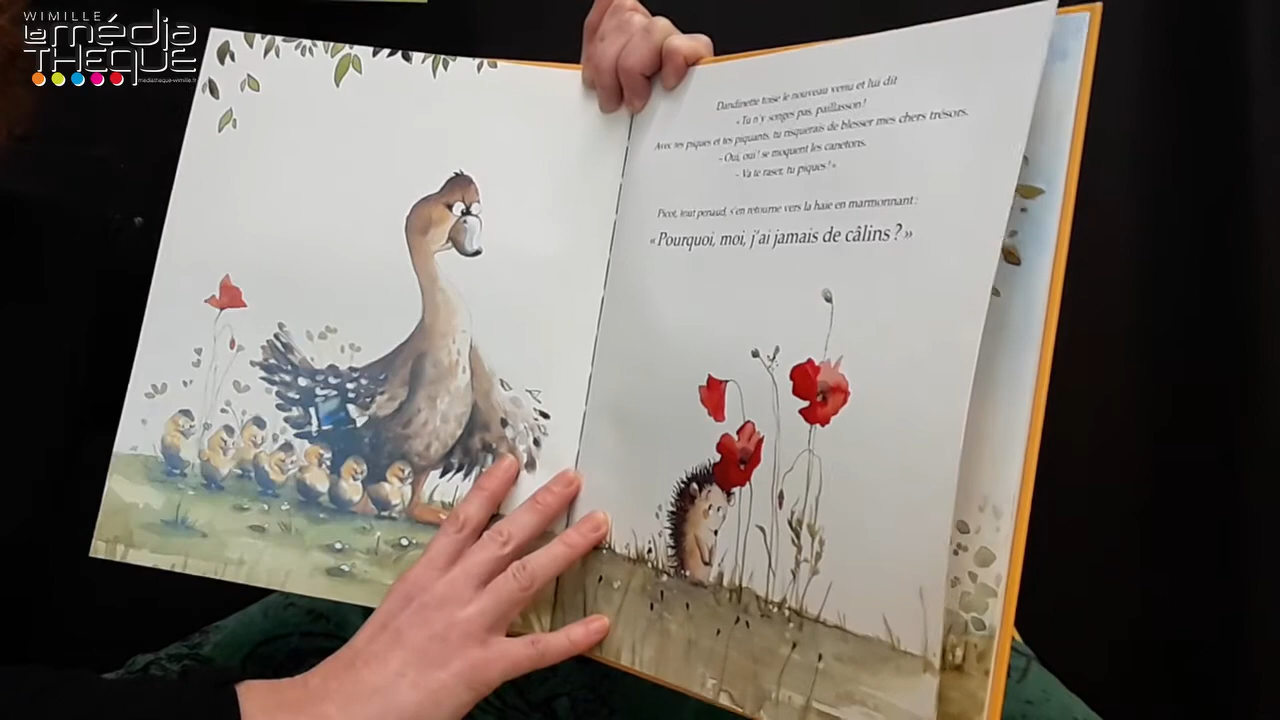 WIMILLE
la média
THEQUE
mediatheque-wimille.fr
Dandinette toise le nouveau venu et lui dit
« Tu n'y songes pas, paillasson !
Avec tes piques et tes piquants, tu risquerais de blesser mes chers trésors.
– Oui, oui ! se moquent les canetons.
– Va te raser, tu piques ! »
Picot, tout penaud, s'en retourne vers la haie en marmonnant :
« Pourquoi, moi, j'ai jamais de câlins ? »